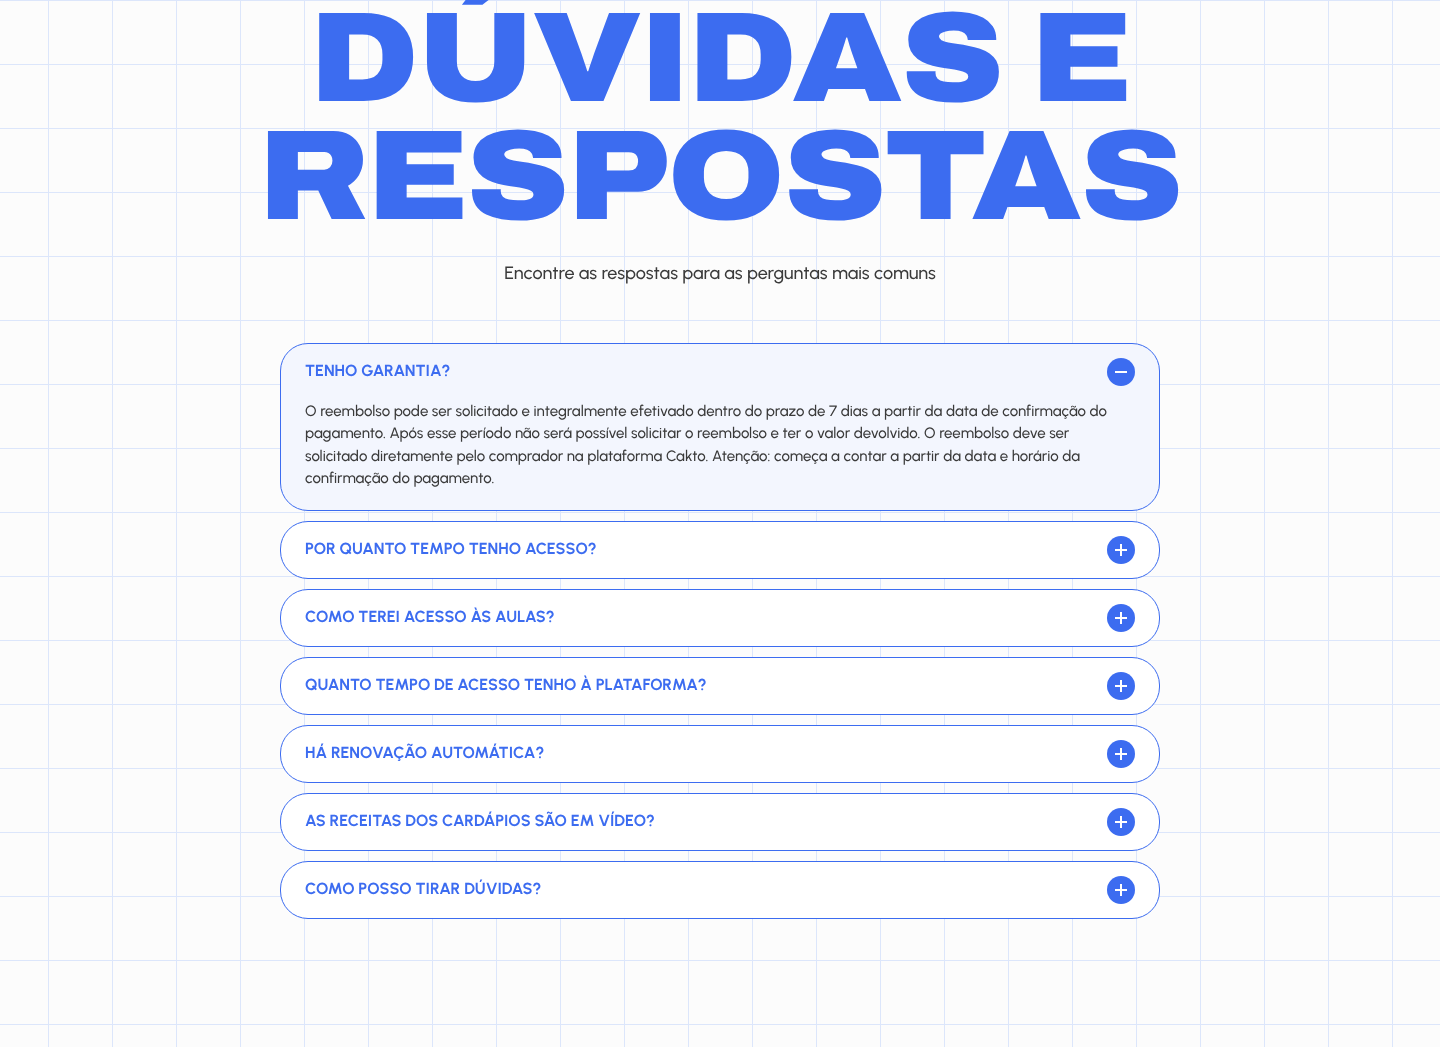 DÚVIDAS E
RESPOSTAS
Encontre as respostas para as perguntas mais comuns
TENHO GARANTIA?
O reembolso pode ser solicitado e integralmente efetivado dentro do prazo de 7 dias a partir da data de confirmação do
pagamento. Após esse período não será possível solicitar o reembolso e ter o valor devolvido. O reembolso deve ser
solicitado diretamente pelo comprador na plataforma Cakto. Atenção: começa a contar a partir da data e horário da
confirmação do pagamento.
POR QUANTO TEMPO TENHO ACESSO?
COMO TEREI ACESSO ÀS AULAS?
QUANTO TEMPO DE ACESSO TENHO À PLATAFORMA?
HÁ RENOVAÇÃO AUTOMÁTICA?
AS RECEITAS DOS CARDÁPIOS SÃO EM VÍDEO?
COMO POSSO TIRAR DÚVIDAS?